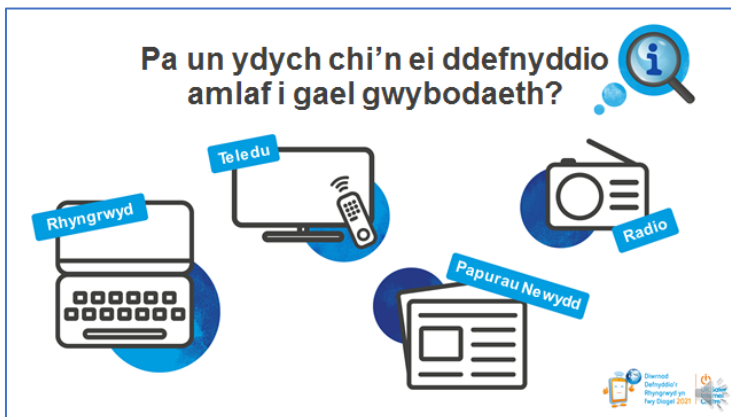 Pa un ydych chi'n ei ddefnyddio
amlaf i gael gwybodaeth?
i
Teledu
Rhyngrwyd
Radio
Papurau Newydd
Diwrnod
Defnyddio'r
Rhyngrwyd yn
fwy Diogel 2021